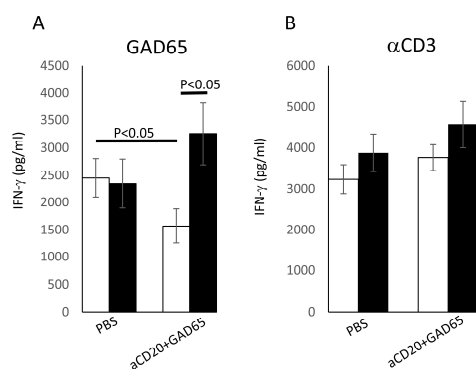 A
GAD65
IFN-γ (pg/ml)
4500
4000
3500
3000
2500
2000
1500
1000
500
0
P<0.05
P<0.05
PBS
aCD20+GAD65
B
αCD3
IFN-γ (pg/ml)
6000
5000
4000
3000
2000
1000
0
PBS
aCD20+GAD65